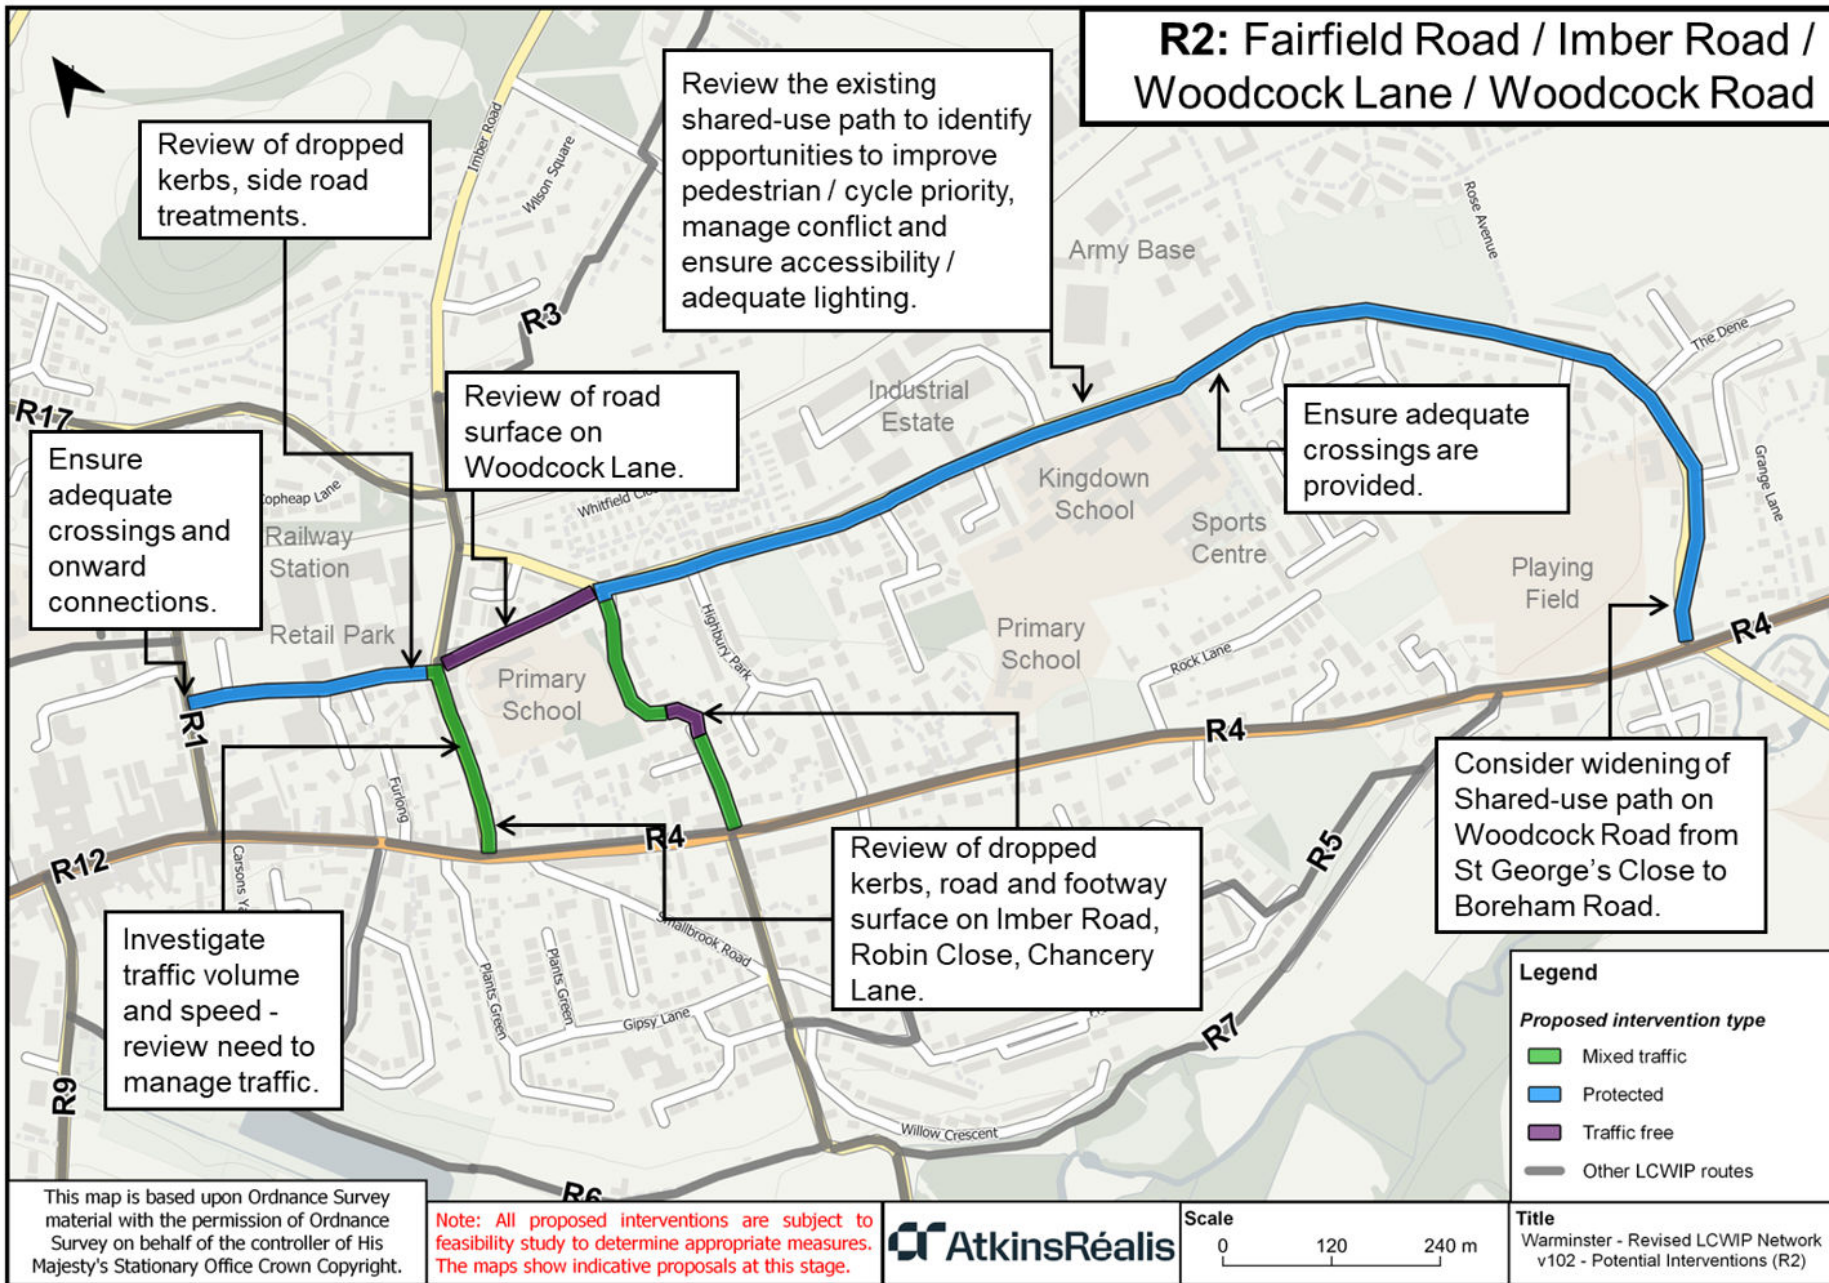 R2: Fairfield Road / Imber Road /
Woodcock Lane / Woodcock Road
Review of dropped
kerbs, side road
treatments.
Review the existing
shared-use path to identify
opportunities to improve
pedestrian / cycle priority,
manage conflict and
ensure accessibility /
adequate lighting.
Imber Road
Wilson Square
Rose Avenue
Army Base
R3
The Dene
R17
Review of road
surface on
Woodcock Lane.
Industrial
Estate
Ensure adequate
crossings are
provided.
Ensure
adequate
crossings and
onward
connections.
Lane
Whitfield
Kingdown
School
Sports
Centre
Grange Lane
Railway
Station
Playing
Field
Retail Park
Highbury Park
Primary
School
Rock Lane
R4
Primary
School
R1
R4
Furlong
Consider widening of
Shared-use path on
Woodcock Road from
St George's Close to
Boreham Road.
R4
R12
Carsons
Review of dropped
kerbs, road and footway
surface on Imber Road,
Robin Close, Chancery
Lane.
R5
Investigate
traffic volume
and speed -
review need to
manage traffic.
Smallbrook Road
Plants Green
Plants Green
Gipsy Lane
R7
R9
Willow Crescent
R6
Legend
Proposed intervention type
Mixed traffic
Protected
Traffic free
Other LCWIP routes
This map is based upon Ordnance Survey
material with the permission of Ordnance
Survey on behalf of the controller of His
Majesty's Stationary Office Crown Copyright.
Note: All proposed interventions are subject to
feasibility study to determine appropriate measures.
The maps show indicative proposals at this stage.
AtkinsRéalis
Scale
0 120 240 m
Title
Warminster - Revised LCWIP Network
v102 - Potential Interventions (R2)